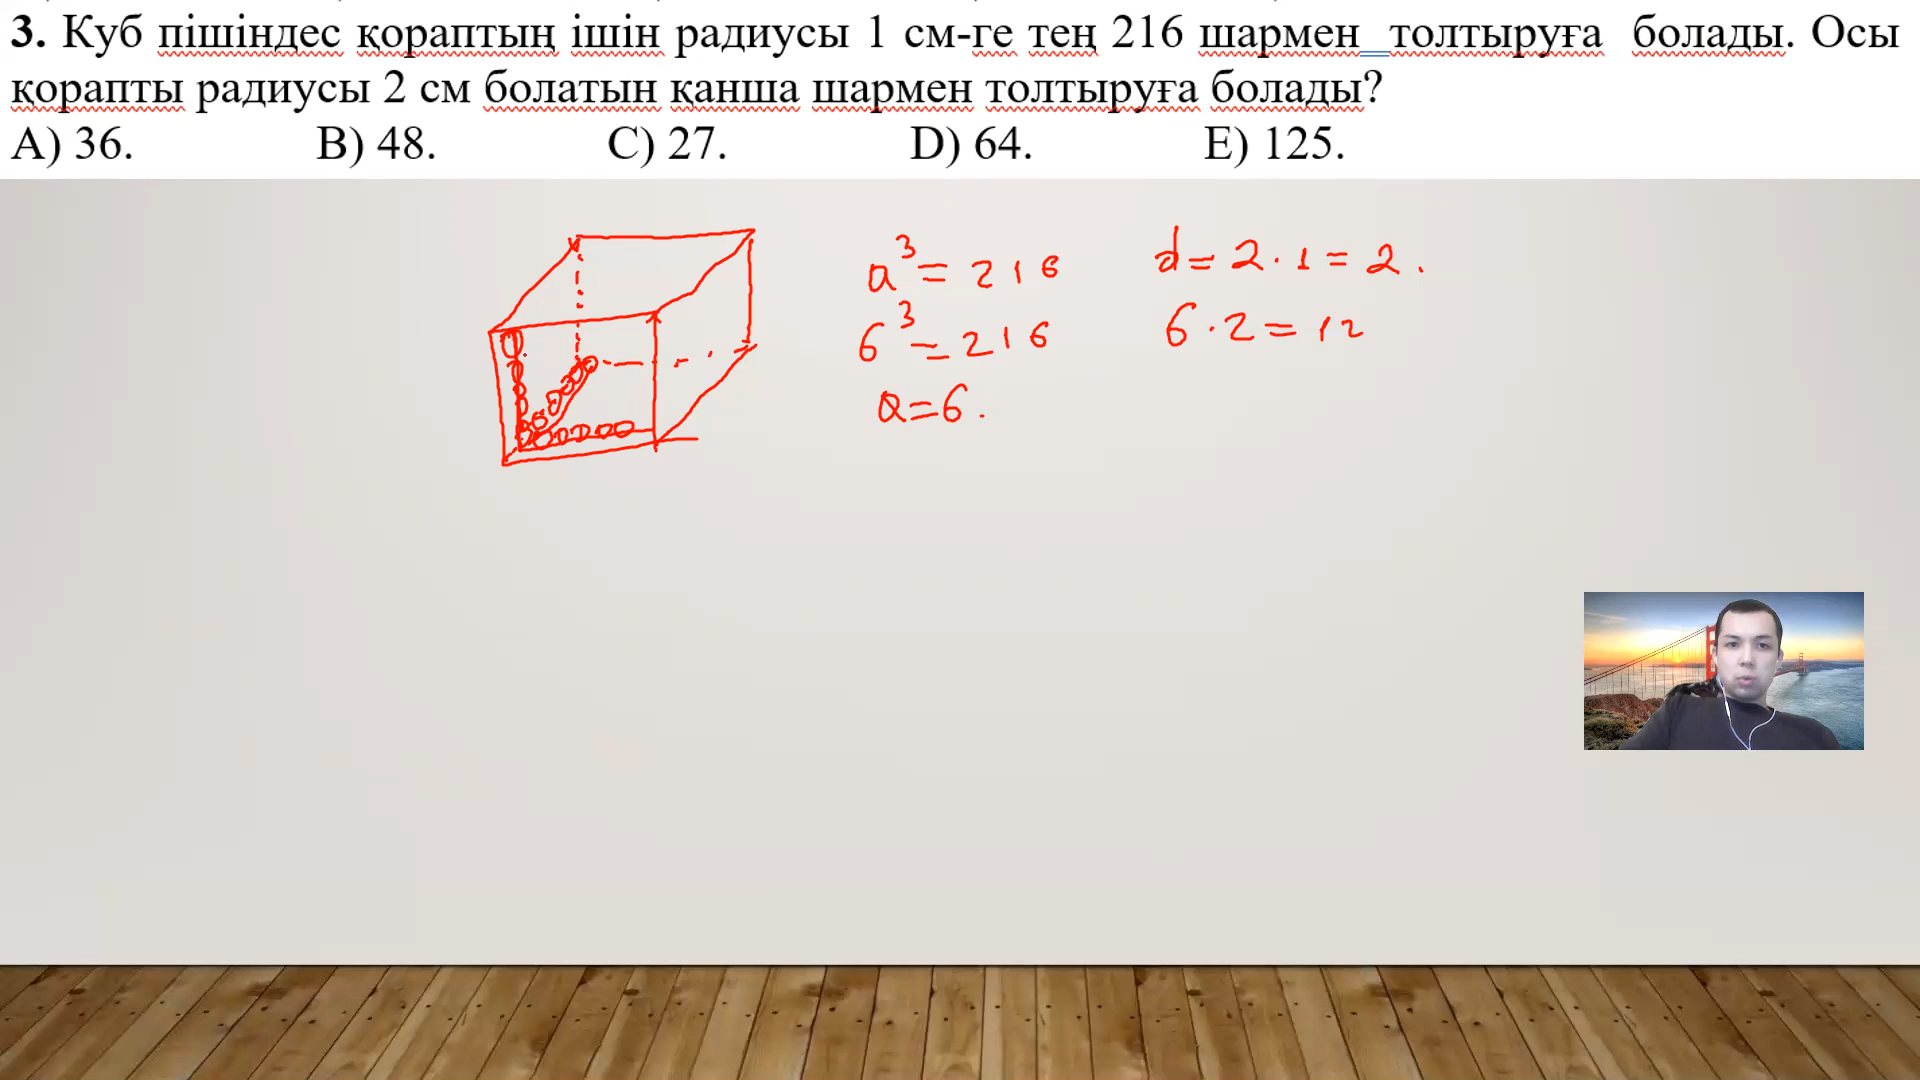 3. Куб пішіндес қораптың ішін радиусы 1 см-ге тең 216 шармен толтыруға болады. Осы
қорапты радиусы 2 см болатын қанша шармен толтыруға болады?
A) 36. B) 48. C) 27. D) 64. E) 125.
a³ = 216
6³ = 216
a = 6.
d = 2 · 1 = 2.
6 · 2 = 12